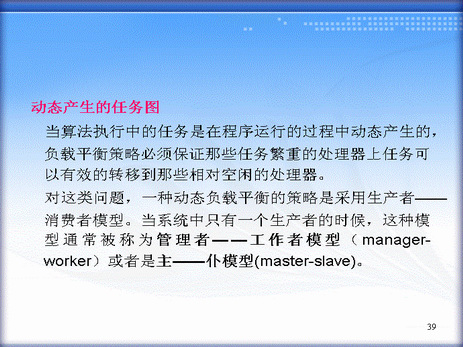 动态产生的任务图
当算法执行中的任务是在程序运行的过程中动态产生的，
负载平衡策略必须保证那些任务繁重的处理器上任务可
以有效的转移到那些相对空闲的处理器。
对这类问题，一种动态负载平衡的策略是采用生产者——
消费者模型。当系统中只有一个生产者的时候，这种模
型通常被称为管理者——工作者模型（manager-
worker）或者是主——仆模型(master-slave)。
39